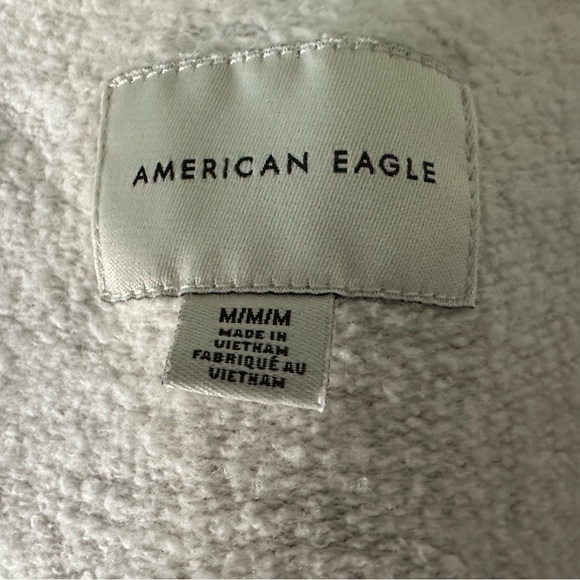 AMERICAN EAGLE
M/M/M
MADE IN
VIETNAM
FABRIQUÉ AU
VIETNAM